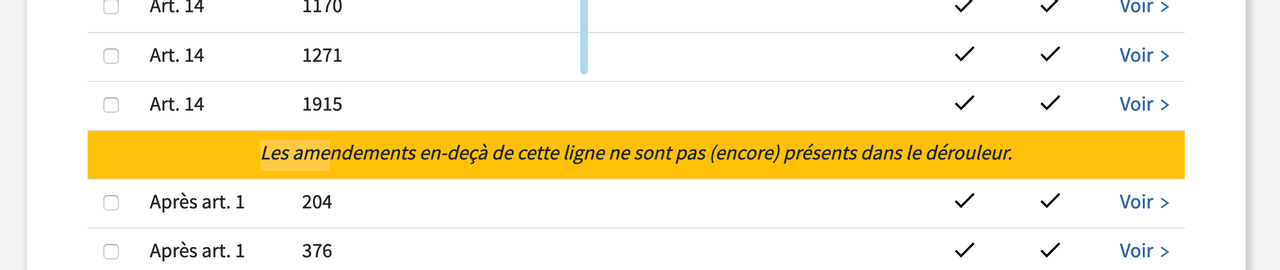 Art. 14 1170 Voir >
Art. 14 1271 Voir >
Art. 14 1915 Voir >
Les amendements en-deçà de cette ligne ne sont pas (encore) présents dans le dérouleur.
Après art. 1 204 Voir >
Après art. 1 376 Voir >